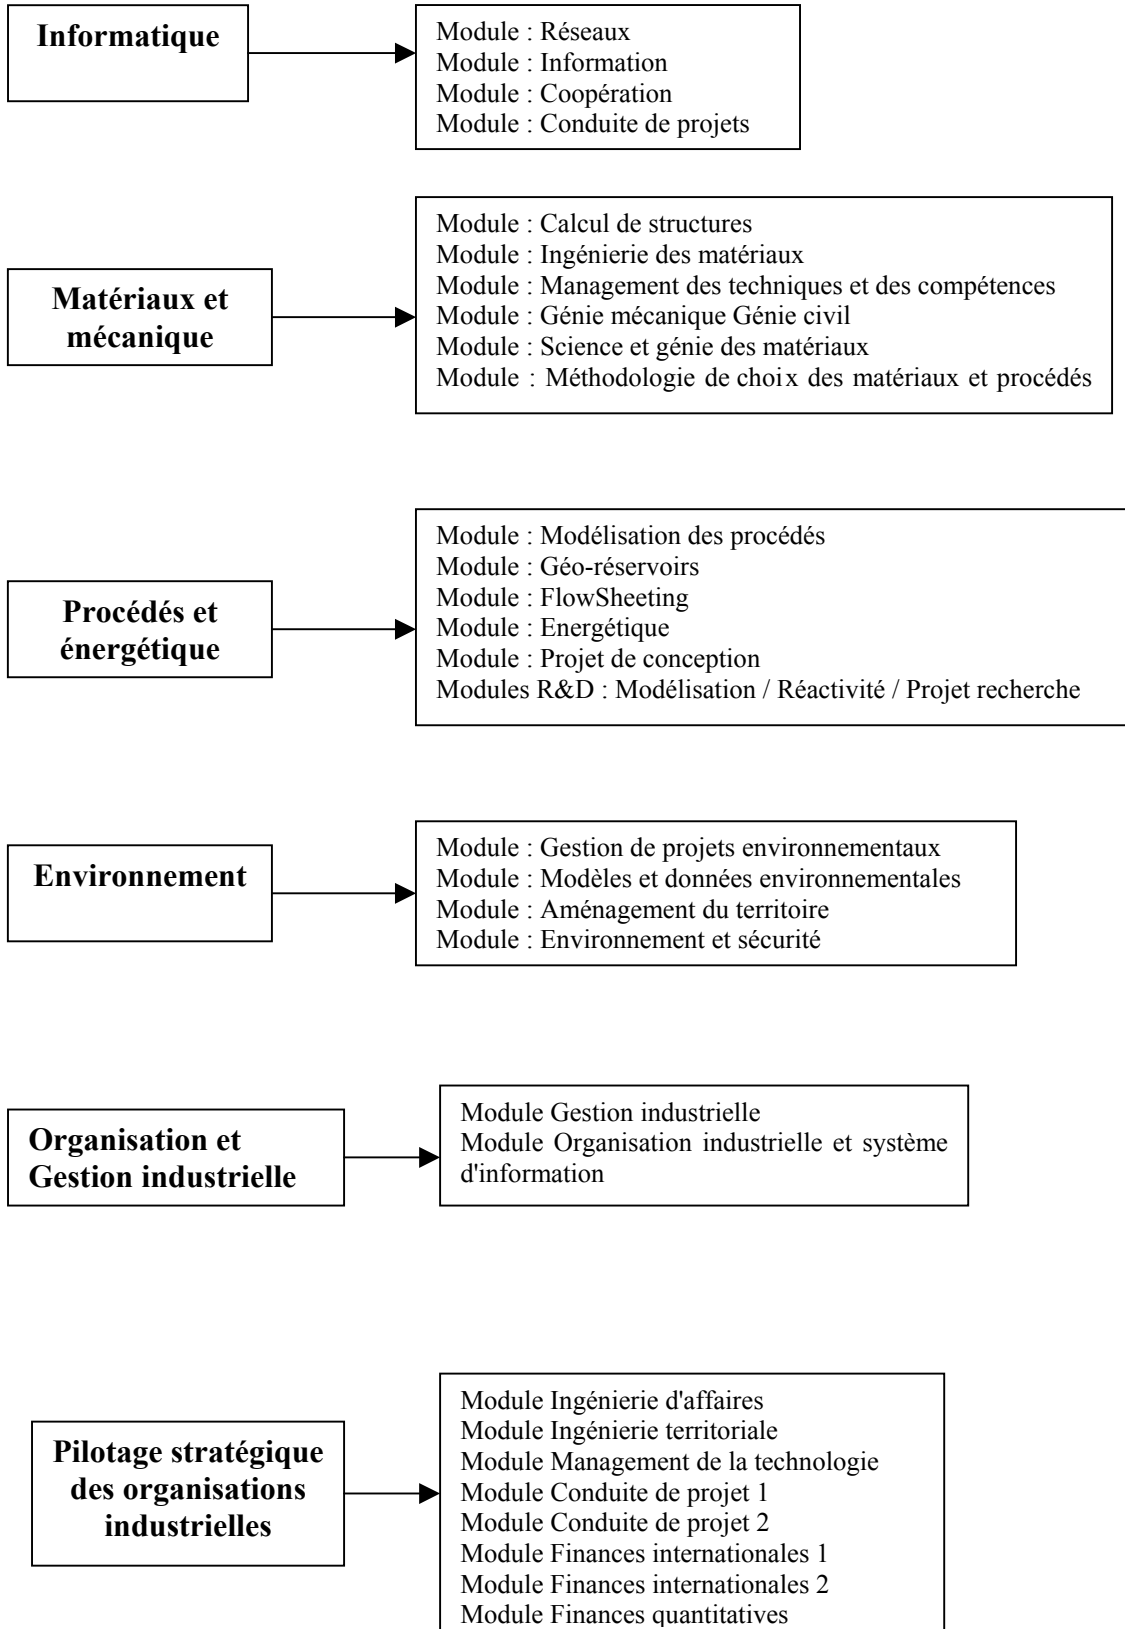 Informatique
Module : Réseaux
Module : Information
Module : Coopération
Module : Conduite de projets
Matériaux et
mécanique
Module : Calcul de structures
Module : Ingénierie des matériaux
Module : Management des techniques et des compétences
Module : Génie mécanique Génie civil
Module : Science et génie des matériaux
Module : Méthodologie de choix des matériaux et procédés
Procédés et
énergétique
Module : Modélisation des procédés
Module : Géo-réservoirs
Module : FlowSheeting
Module : Energétique
Module : Projet de conception
Modules R&D : Modélisation / Réactivité / Projet recherche
Environnement
Module : Gestion de projets environnementaux
Module : Modèles et données environnementales
Module : Aménagement du territoire
Module : Environnement et sécurité
Organisation et
Gestion industrielle
Module Gestion industrielle
Module Organisation industrielle et système
d'information
Pilotage stratégique
des organisations
industrielles
Module Ingénierie d'affaires
Module Ingénierie territoriale
Module Management de la technologie
Module Conduite de projet 1
Module Conduite de projet 2
Module Finances internationales 1
Module Finances internationales 2
Module Finances quantitatives